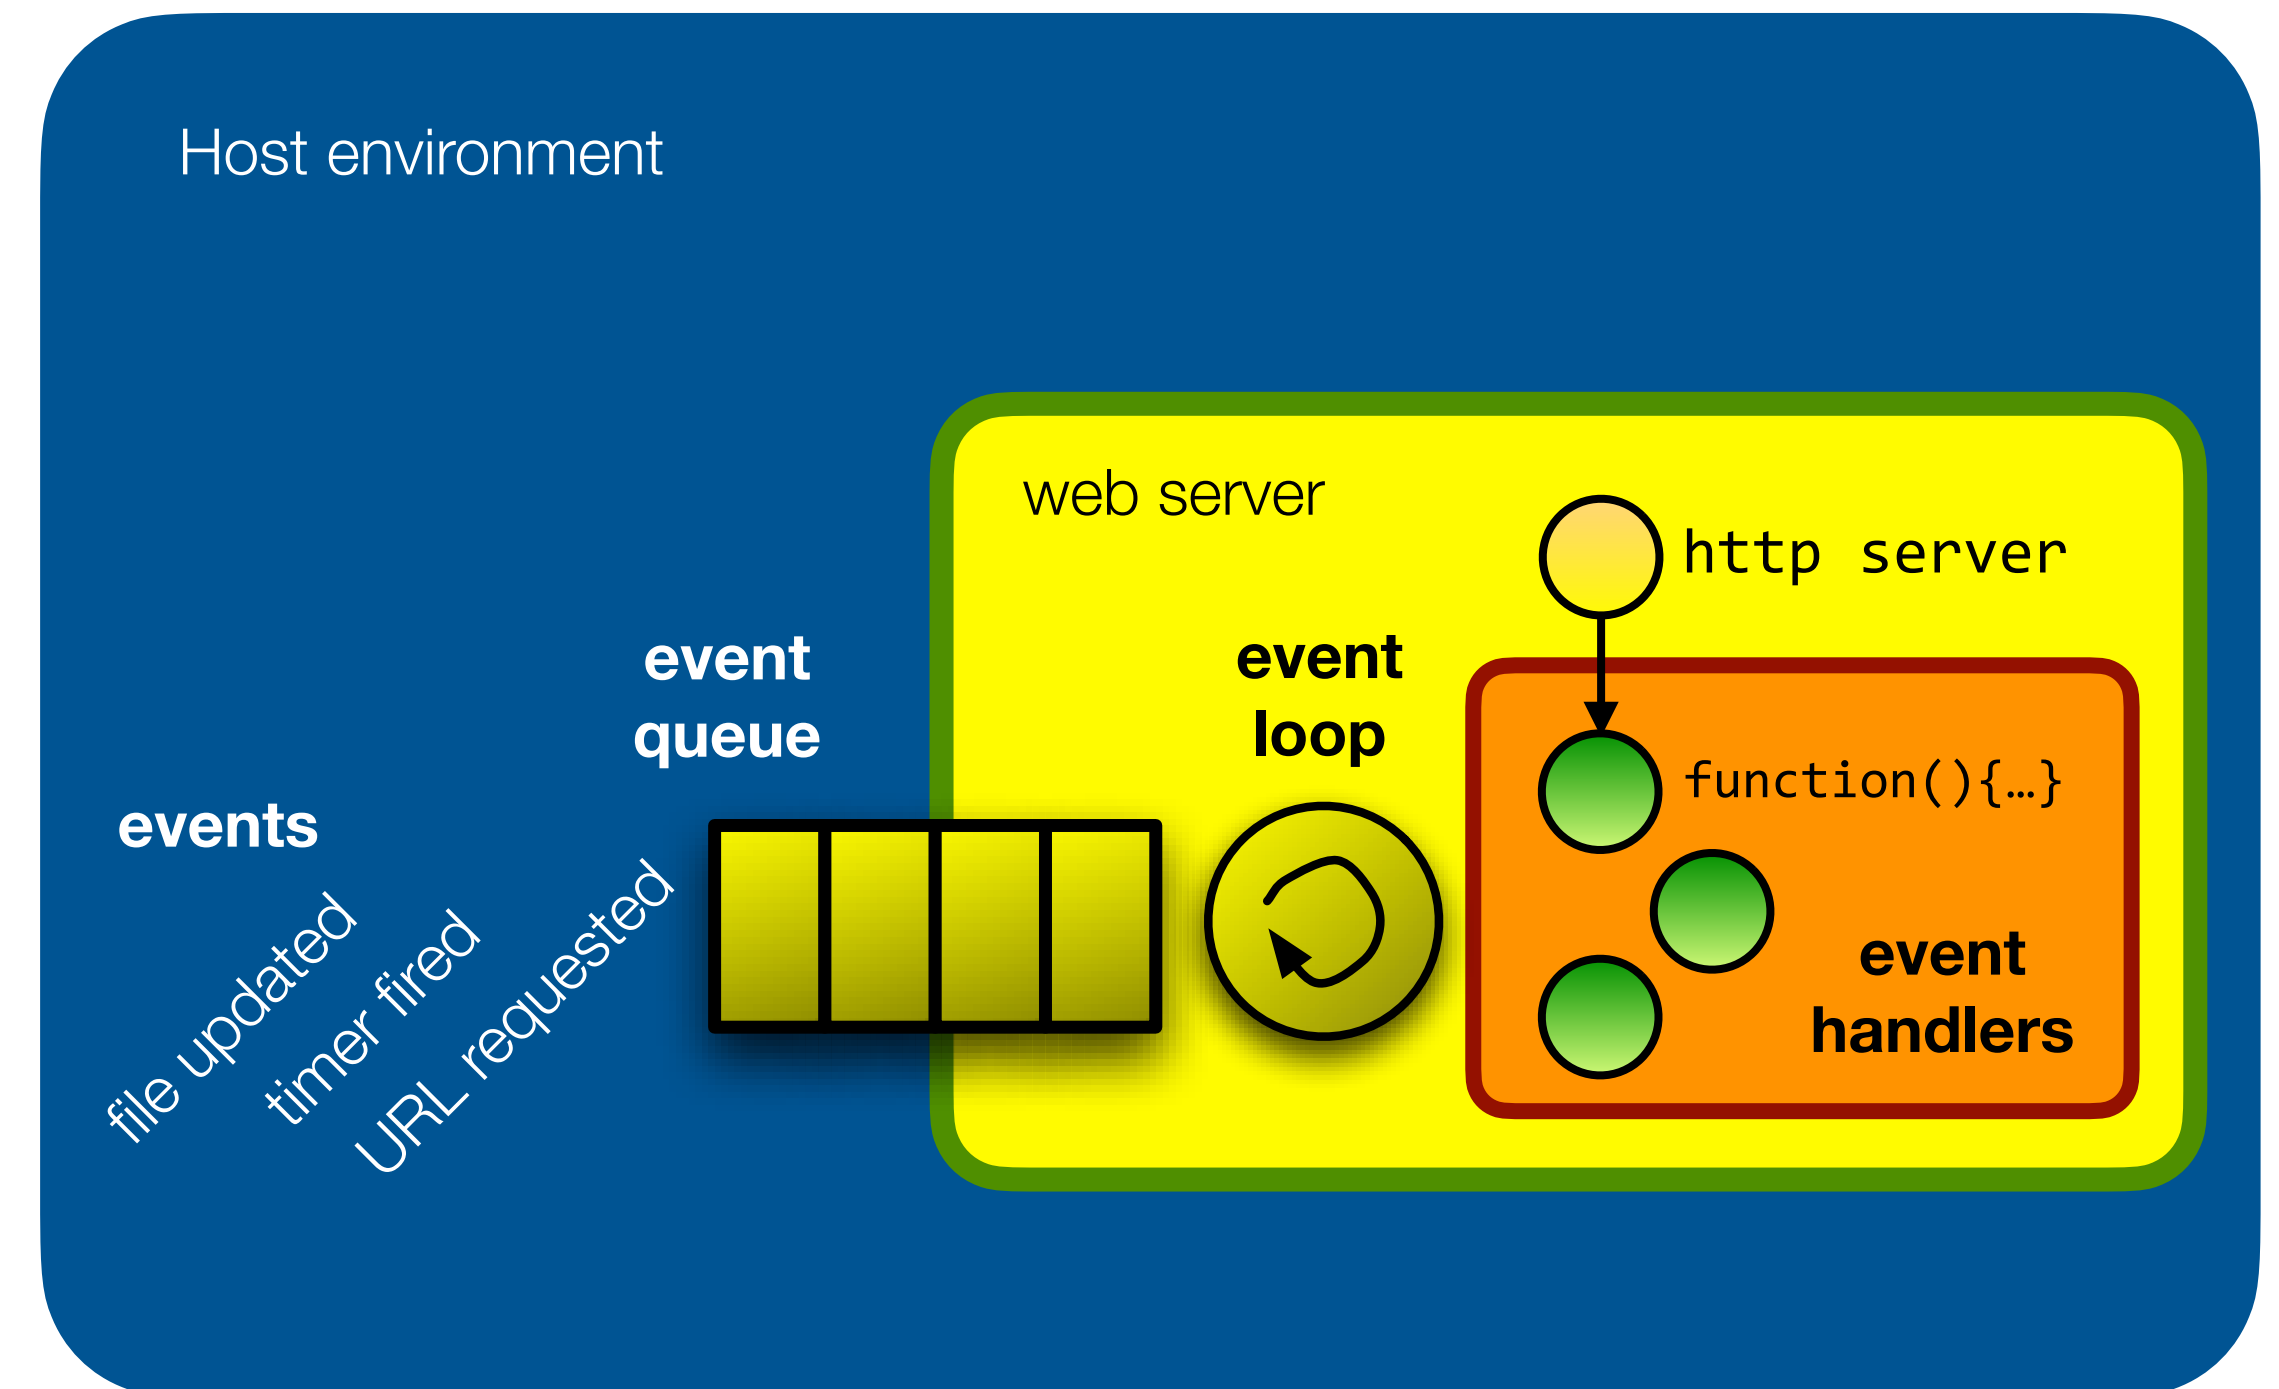 Host environment
web server
http server
event
queue
event
loop
function(){…}
events
file updated
timer fired
URL requested
event
handlers